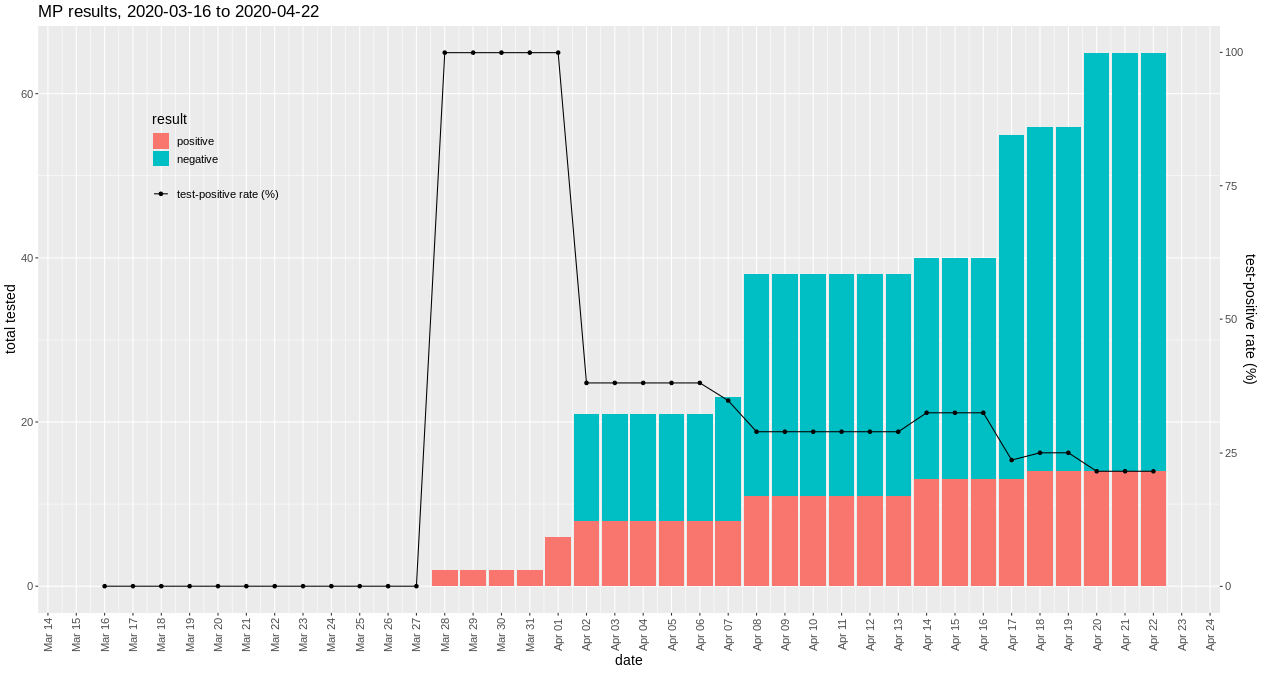 MP results, 2020-03-16 to 2020-04-22
result
positive
negative
test-positive rate (%)
total tested
60
40
20
0
100
75
50
25
0
test-positive rate (%)
Mar 14
Mar 15
Mar 16
Mar 17
Mar 18
Mar 19
Mar 20
Mar 21
Mar 22
Mar 23
Mar 24
Mar 25
Mar 26
Mar 27
Mar 28
Mar 29
Mar 30
Mar 31
Apr 01
Apr 02
Apr 03
Apr 04
Apr 05
Apr 06
Apr 07
Apr 08
Apr 09
Apr 10
Apr 11
Apr 12
Apr 13
Apr 14
Apr 15
Apr 16
Apr 17
Apr 18
Apr 19
Apr 20
Apr 21
Apr 22
Apr 23
Apr 24
date